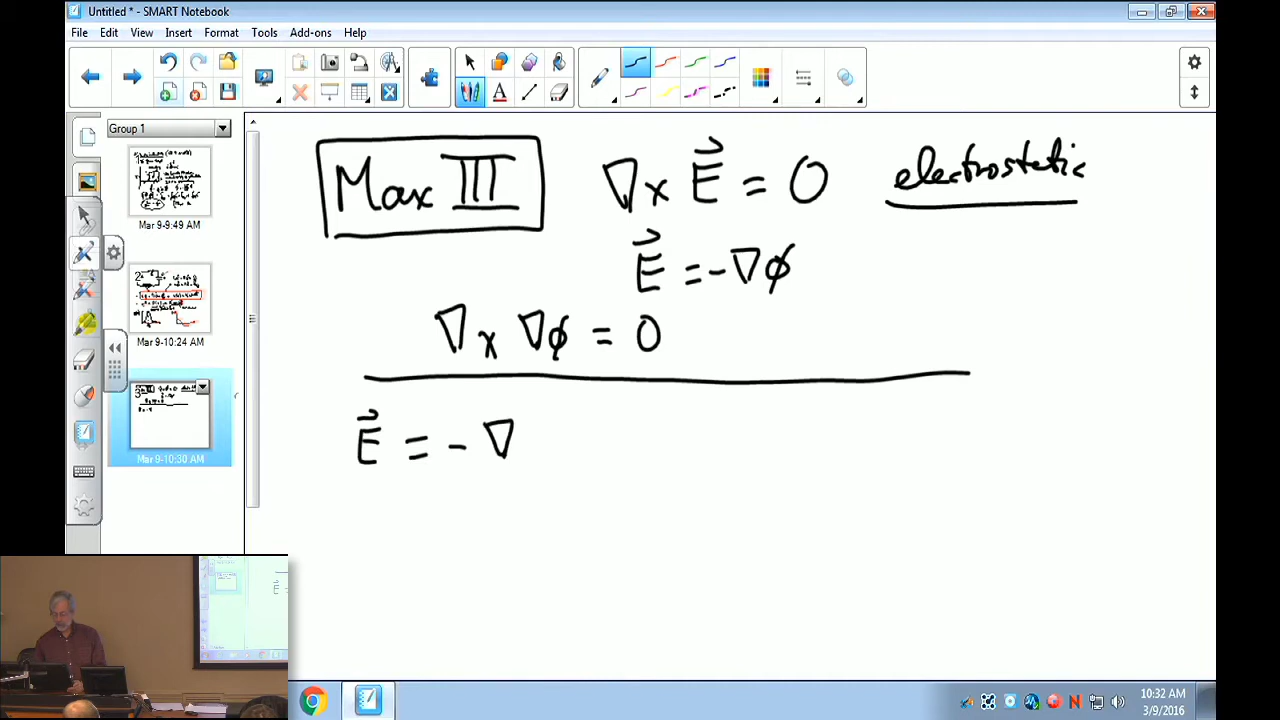 Untitled * - SMART Notebook
File Edit View Insert Format Tools Add-ons Help
Group 1
Mar 9-9:49 AM
Mar 9-10:24 AM
Mar 9-10:30 AM
Max III ∇ × E⃗ = 0 electrostatic
E⃗ = -∇ϕ
∇ × ∇ϕ = 0
E⃗ = - ∇
10:32 AM
3/9/2016